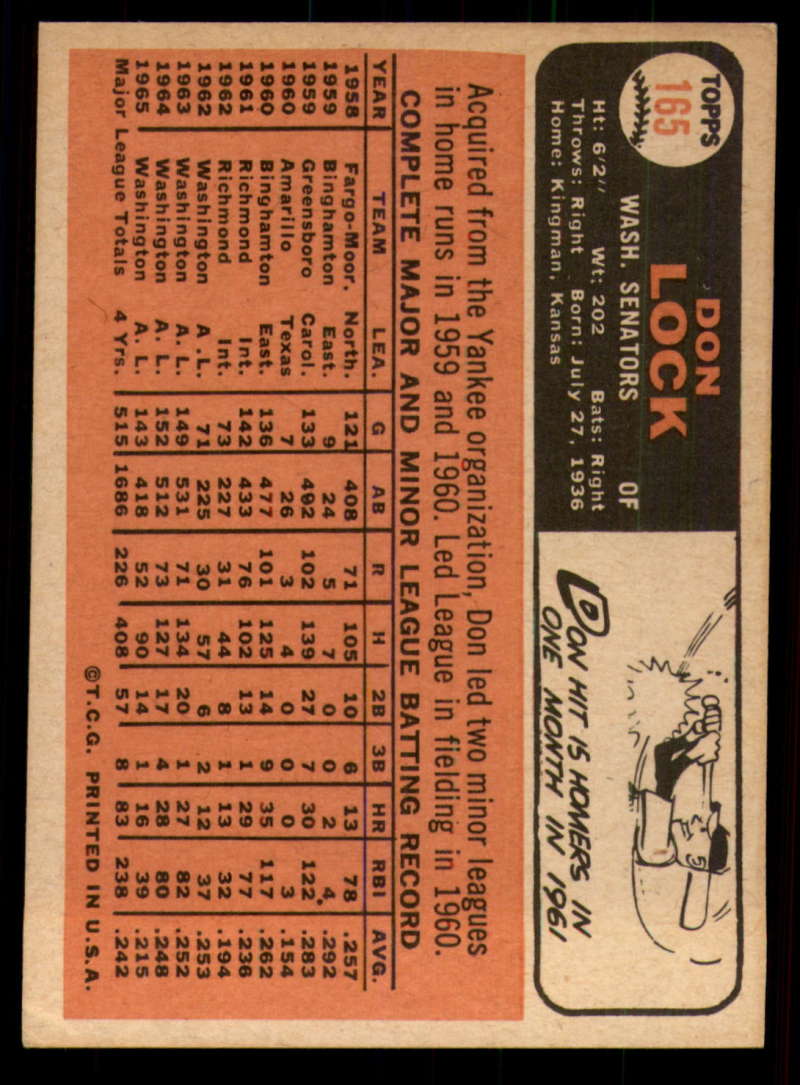 TOPPS
165
DON
LOCK
WASH. SENATORS OF
Ht: 6'2" Wt: 202 Bats: Right
Throws: Right Born: July 27, 1936
Home: Kingman, Kansas
DON HIT 15 HOMERS IN
ONE MONTH IN 1961
Acquired from the Yankee organization, Don led two minor leagues
in home runs in 1959 and 1960. Led League in fielding in 1960.
COMPLETE MAJOR AND MINOR LEAGUE BATTING RECORD
YEAR TEAM LEA. G AB R H 2B 3B HR RBI AVG.
1958 Fargo-Moor. North. 121 408 71 105 10 6 13 78 .257
1959 Binghamton East. 9 24 5 7 0 0 2 4 .292
1959 Greensboro Carol. 133 492 102 139 27 7 30 122 .283
1960 Amarillo Texas 7 26 3 4 0 0 0 3 .154
1960 Binghamton East. 136 477 101 125 14 9 35 117 .262
1961 Richmond Int. 142 433 76 102 13 1 29 77 .236
1962 Richmond Int. 73 227 31 44 8 1 13 32 .194
1962 Washington A .L. 71 225 30 57 6 2 12 37 .253
1963 Washington A. L. 149 531 71 134 20 1 27 82 .252
1964 Washington A. L. 152 512 73 127 17 4 28 80 .248
1965 Washington A. L. 143 418 52 90 14 1 16 39 .215
Major League Totals 4 Yrs. 515 1686 226 408 57 8 83 238 .242
©T.C.G. PRINTED IN U.S.A.